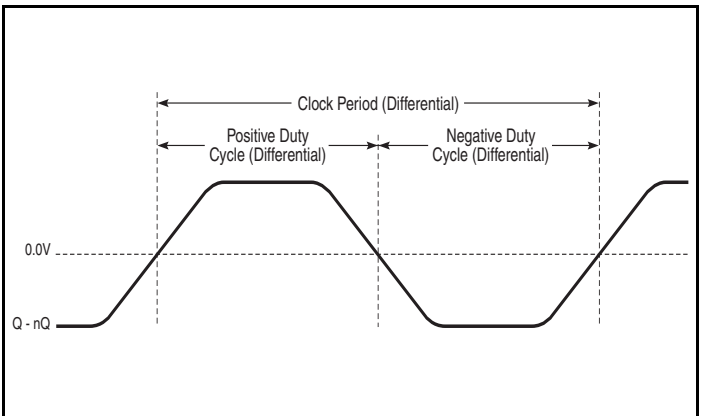 Clock Period (Differential)
Positive Duty
Cycle (Differential)
Negative Duty
Cycle (Differential)
0.0V
Q - nQ